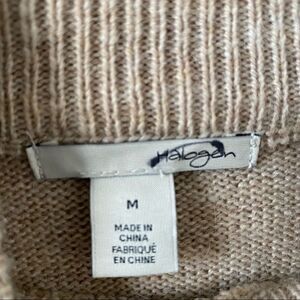 Halogen
M
MADE IN
CHINA
FABRIQUÉ
EN CHINE